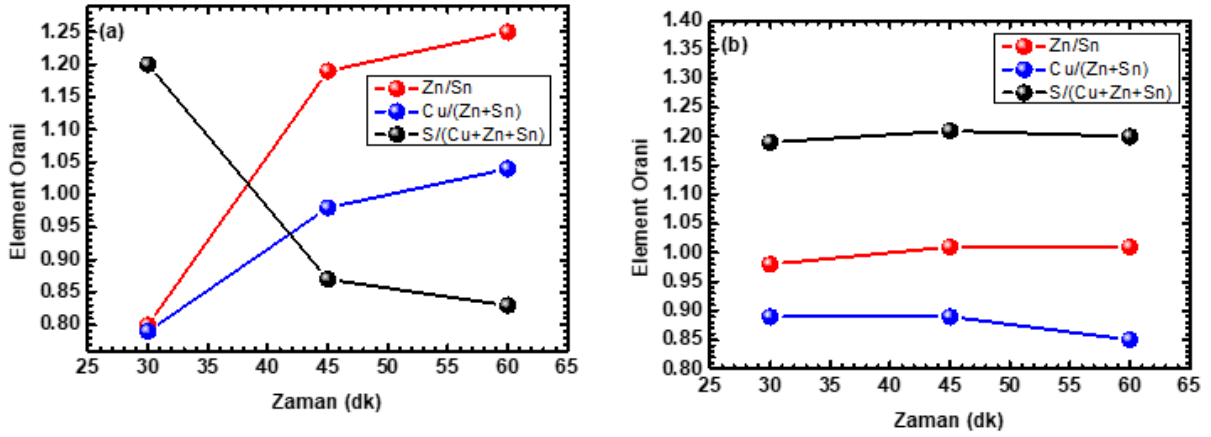 (a)
Element Orani
1.25
1.20
1.15
1.10
1.05
1.00
0.95
0.90
0.85
0.80
Zn/Sn
Cu/(Zn+Sn)
S/(Cu+Zn+Sn)
25 30 35 40 45 50 55 60 65
Zaman (dk)
(b)
Element Orani
1.40
1.35
1.30
1.25
1.20
1.15
1.10
1.05
1.00
0.95
0.90
0.85
0.80
Zn/Sn
Cu/(Zn+Sn)
S/(Cu+Zn+Sn)
25 30 35 40 45 50 55 60 65
Zaman (dk)